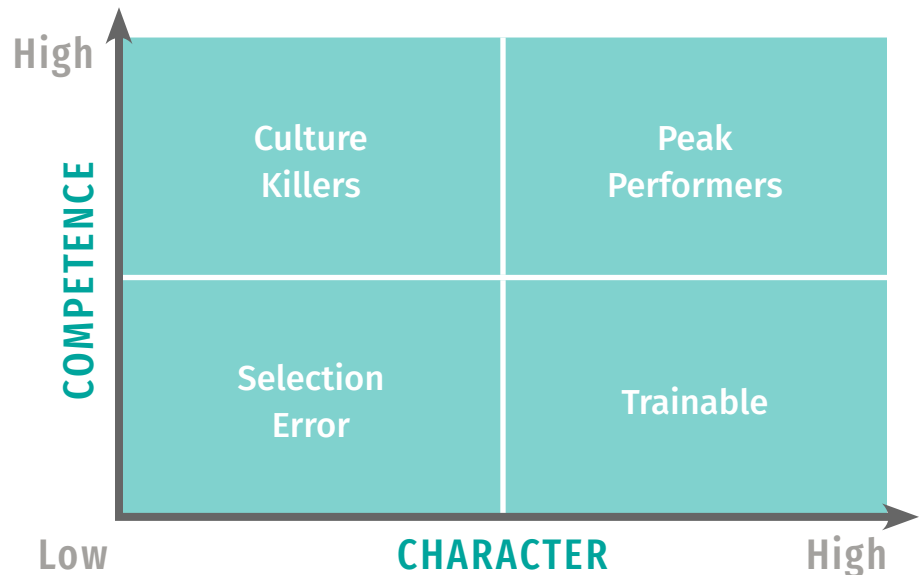 High
Culture
Killers
Peak
Performers
COMPETENCE
Selection
Error
Trainable
Low
CHARACTER
High